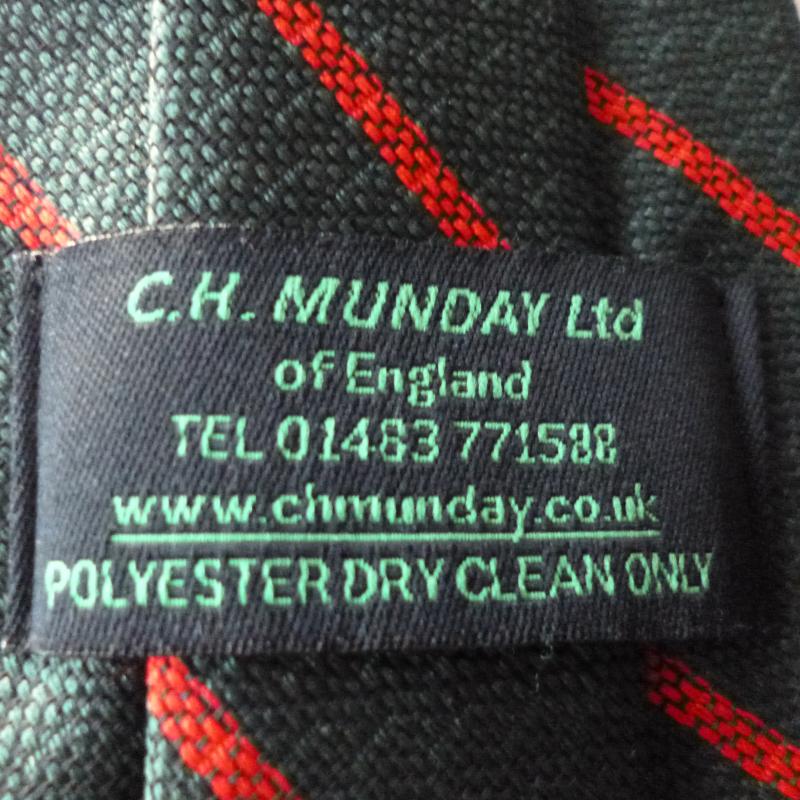 C.H. MUNDAY Ltd
of England
TEL 01483 771588
www.chmunday.co.uk
POLYESTER DRY CLEAN ONLY